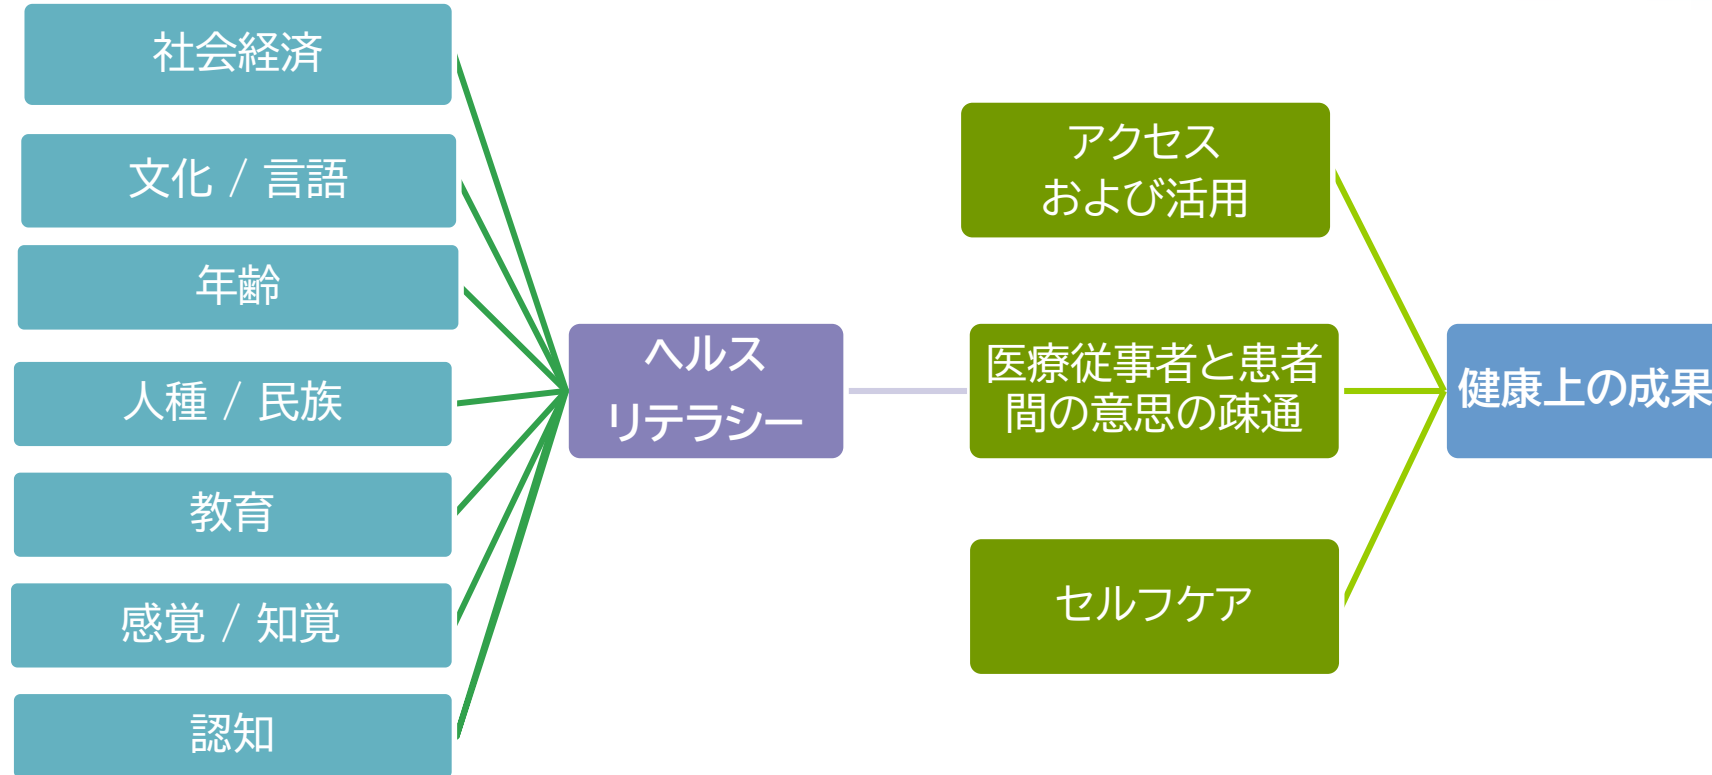 社会経済
文化 / 言語
年齢
人種 / 民族
教育
感覚 / 知覚
認知
ヘルス
リテラシー
アクセス
および活用
医療従事者と患者
間の意思の疎通
セルフケア
健康上の成果